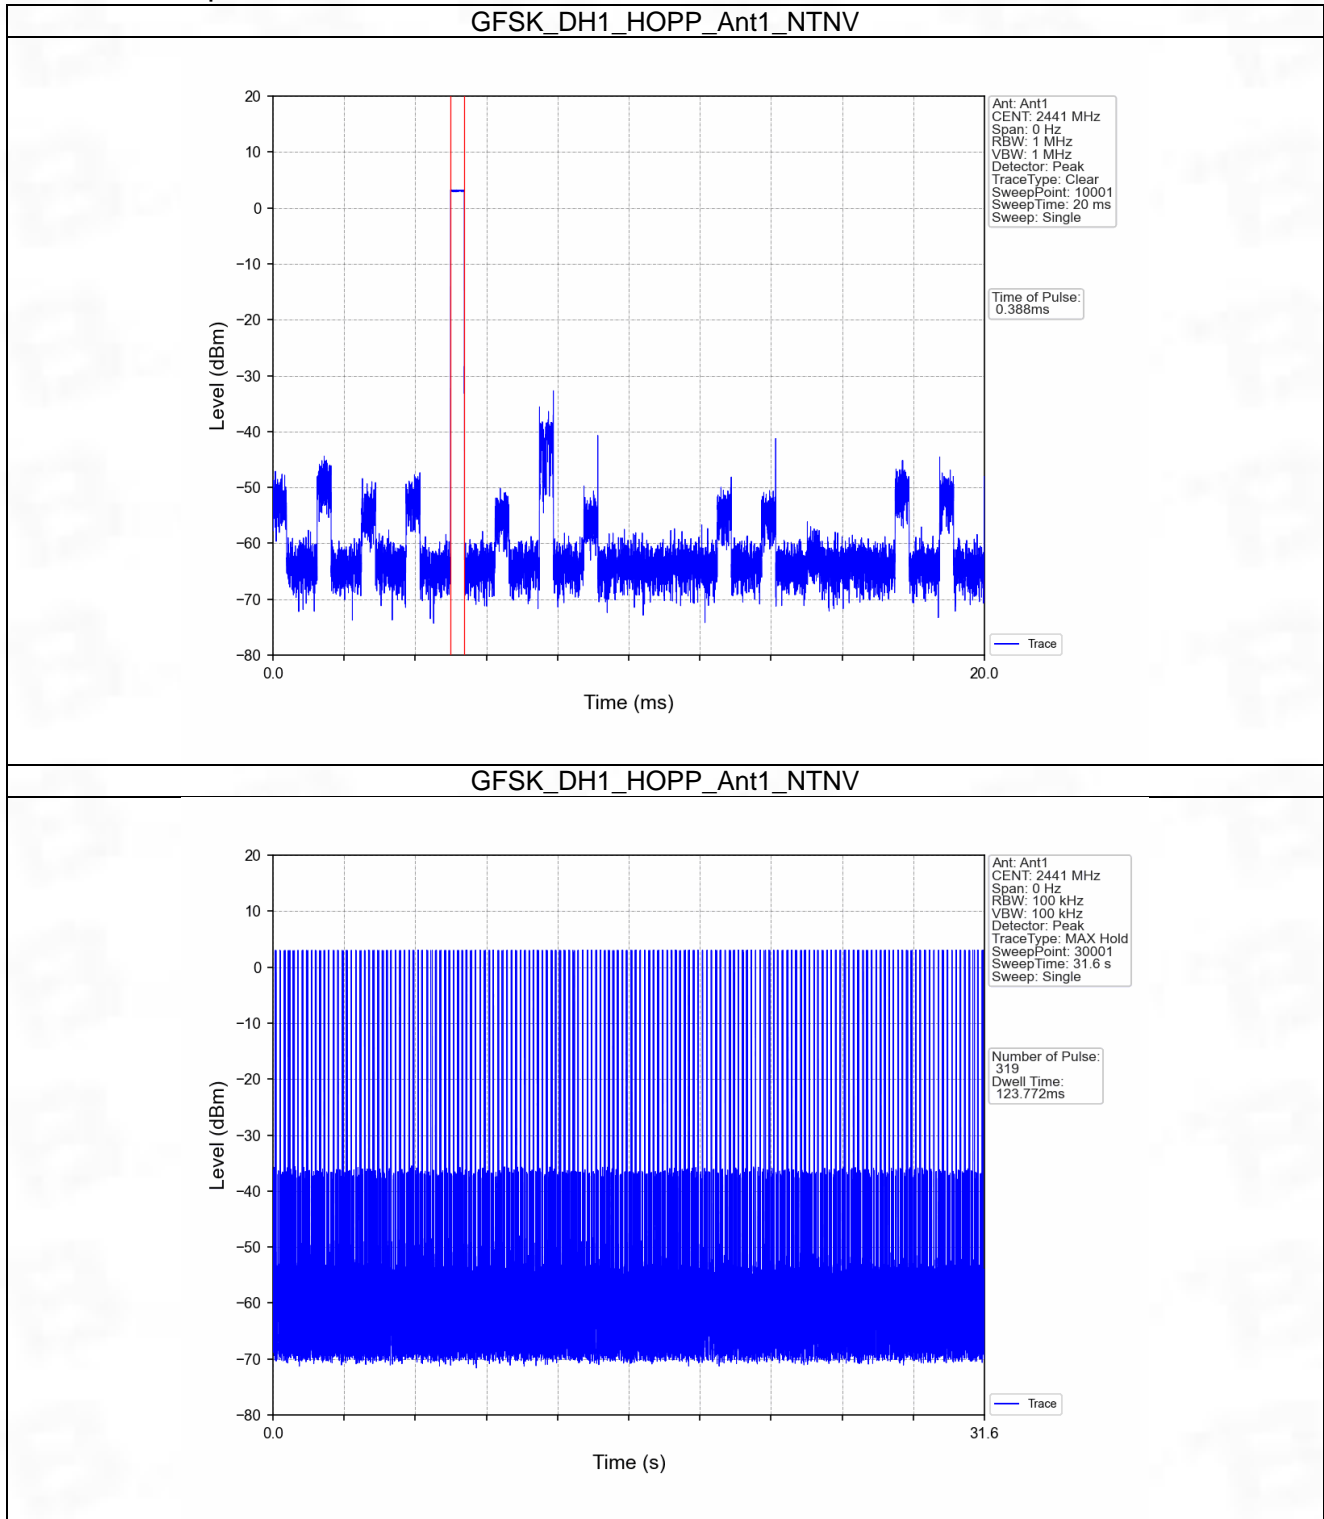 GFSK_DH1_HOPP_Ant1_NTNV
20
10
0
−10
−20
−30
−40
−50
−60
−70
−80
Level (dBm)
0.0
20.0
Time (ms)
Ant: Ant1
CENT: 2441 MHz
Span: 0 Hz
RBW: 1 MHz
VBW: 1 MHz
Detector: Peak
TraceType: Clear
SweepPoint: 10001
SweepTime: 20 ms
Sweep: Single
Time of Pulse:
0.388ms
Trace
GFSK_DH1_HOPP_Ant1_NTNV
20
10
0
−10
−20
−30
−40
−50
−60
−70
−80
Level (dBm)
0.0
31.6
Time (s)
Ant: Ant1
CENT: 2441 MHz
Span: 0 Hz
RBW: 100 kHz
VBW: 100 kHz
Detector: Peak
TraceType: MAX Hold
SweepPoint: 30001
SweepTime: 31.6 s
Sweep: Single
Number of Pulse:
319
Dwell Time:
123.772ms
Trace